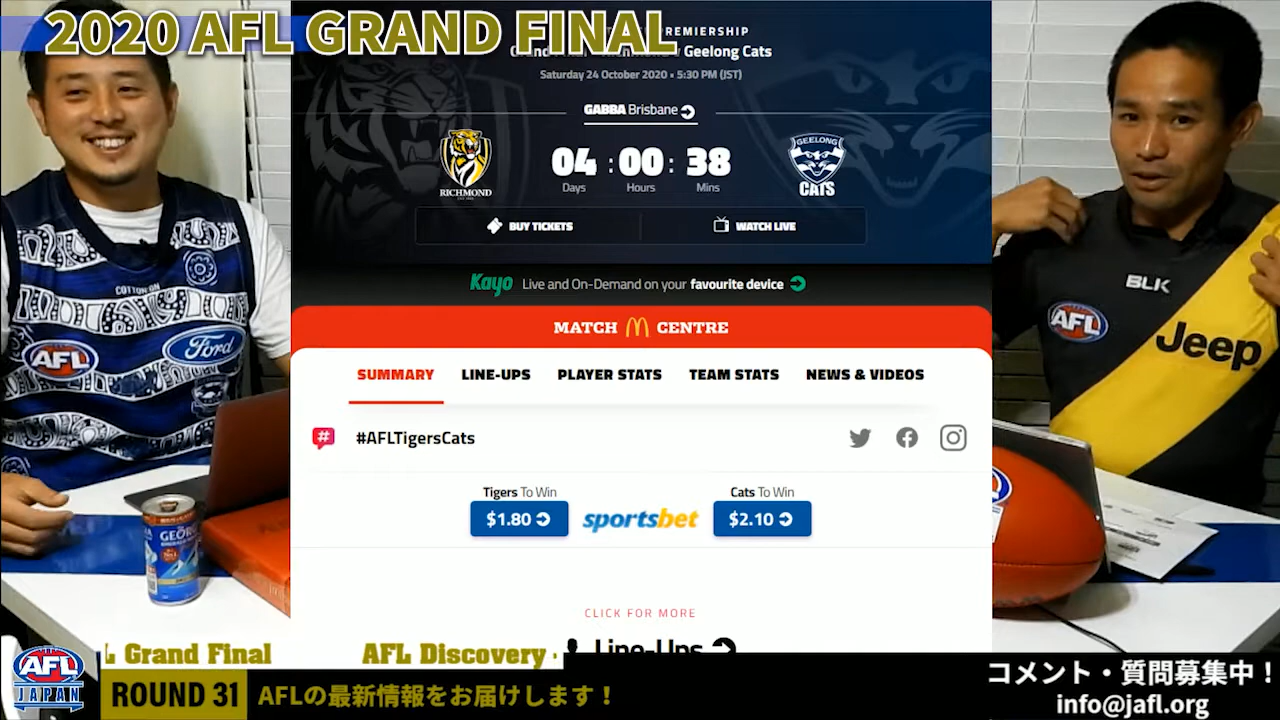 2020 AFL GRAND FINAL
REMIERSHIP
Geelong Cats
Saturday 24 October 2020 • 5:30 PM (JST)
GABBA Brisbane
RICHMOND
04 : 00 : 38
Days Hours Mins
GEELONG
CATS
BUY TICKETS
WATCH LIVE
Kayo Live and On-Demand on your favourite device
MATCH CENTRE
SUMMARY LINE-UPS PLAYER STATS TEAM STATS NEWS & VIDEOS
# #AFLTigersCats
Tigers To Win
$1.80
sportsbet
Cats To Win
$2.10
CLICK FOR MORE
Line-Ups
COTTON:ON
AFL
Ford
GEOR
BLK
AFL
Jeep
L Grand Final
AFL Discovery
AFL
JAPAN
ROUND 31
AFLの最新情報をお届けします！
コメント・質問募集中！
info@jafl.org